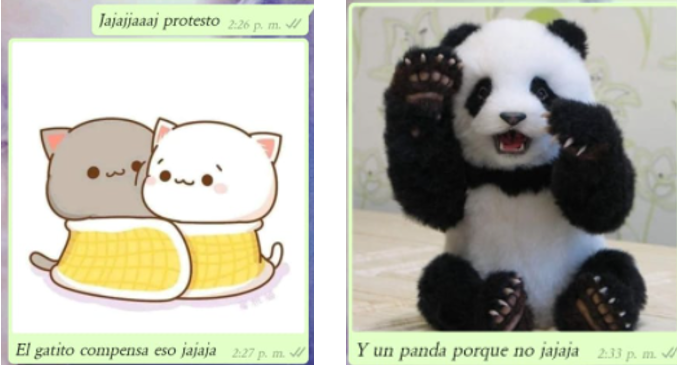 Jajajjaaaj protesto 2:26 p. m.
El gatito compensa eso jajaja 2:27 p. m.
Y un panda porque no jajaja 2:33 p. m.